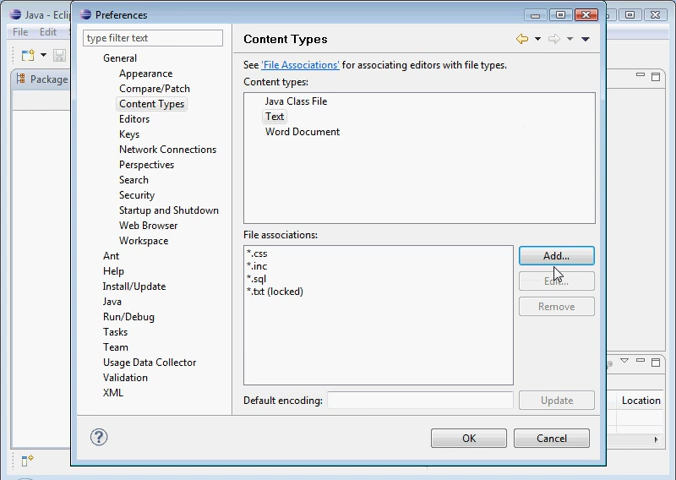 Java - Eclip
Preferences
File Edit
type filter text
Content Types
Package
General
Appearance
Compare/Patch
Content Types
Editors
Keys
Network Connections
Perspectives
Search
Security
Startup and Shutdown
Web Browser
Workspace
Ant
Help
Install/Update
Java
Run/Debug
Tasks
Team
Usage Data Collector
Validation
XML
See 'File Associations' for associating editors with file types.
Content types:
Java Class File
Text
Word Document
File associations:
*.css
*.inc
*.sql
*.txt (locked)
Add...
Edit...
Remove
Default encoding:
Update
Location
OK
Cancel